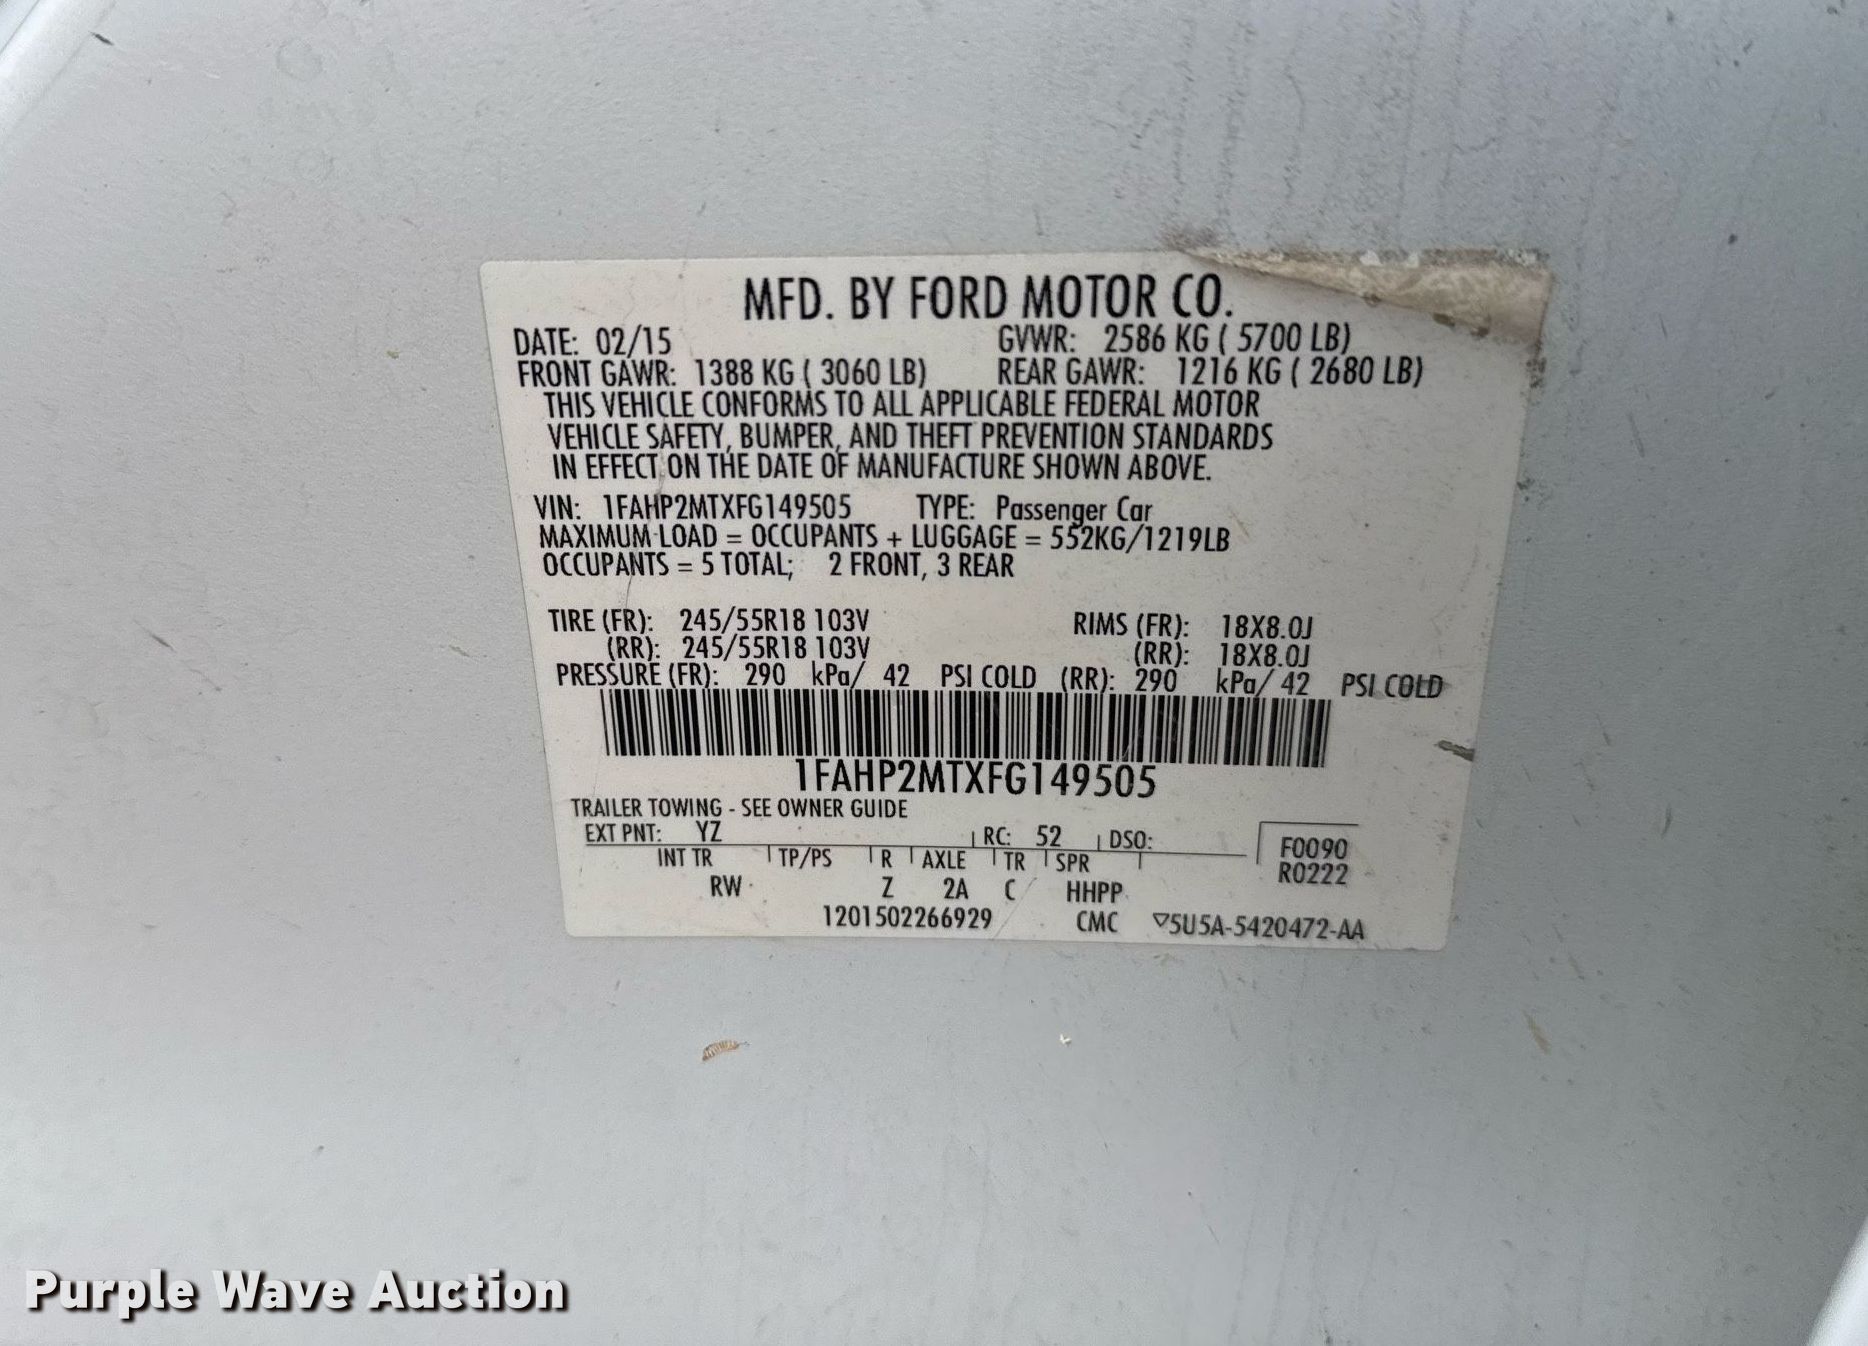 MFD. BY FORD MOTOR CO.
DATE: 02/15 GVWR: 2586 KG ( 5700 LB)
FRONT GAWR: 1388 KG ( 3060 LB) REAR GAWR: 1216 KG ( 2680 LB)
THIS VEHICLE CONFORMS TO ALL APPLICABLE FEDERAL MOTOR
VEHICLE SAFETY, BUMPER, AND THEFT PREVENTION STANDARDS
IN EFFECT ON THE DATE OF MANUFACTURE SHOWN ABOVE.
VIN: 1FAHP2MTXFG149505 TYPE: Passenger Car
MAXIMUM LOAD = OCCUPANTS + LUGGAGE = 552KG/1219LB
OCCUPANTS = 5 TOTAL; 2 FRONT, 3 REAR
TIRE (FR): 245/55R18 103V RIMS (FR): 18X8.0J
(RR): 245/55R18 103V (RR): 18X8.0J
PRESSURE (FR): 290 kPa/ 42 PSI COLD (RR): 290 kPa/ 42 PSI COLD
1FAHP2MTXFG149505
TRAILER TOWING - SEE OWNER GUIDE
EXT PNT: YZ RC: 52 DSO: F0090
INT TR TP/PS R AXLE TR SPR R0222
RW Z 2A C HHPP
1201502266929 CMC ▽5U5A-5420472-AA
Purple Wave Auction